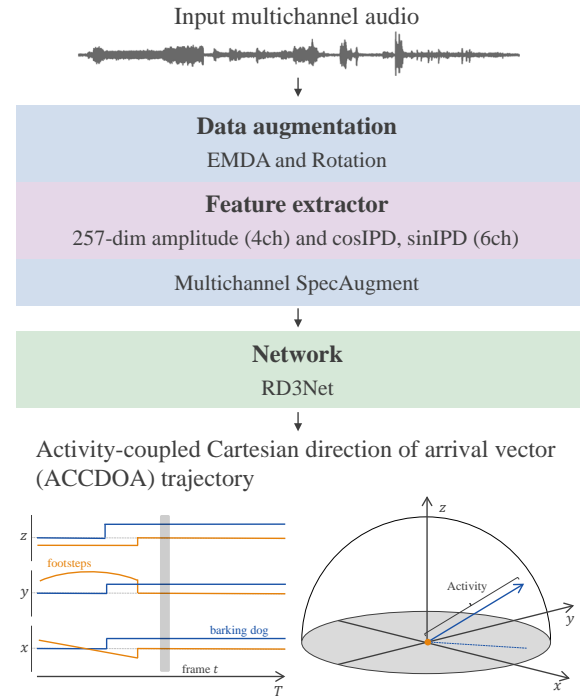 Input multichannel audio
Data augmentation
EMDA and Rotation
Feature extractor
257-dim amplitude (4ch) and cosIPD, sinIPD (6ch)
Multichannel SpecAugment
Network
RD3Net
Activity-coupled Cartesian direction of arrival vector
(ACCDOA) trajectory
z
footsteps
y
barking dog
x
frame t
T
z
Activity
y
x